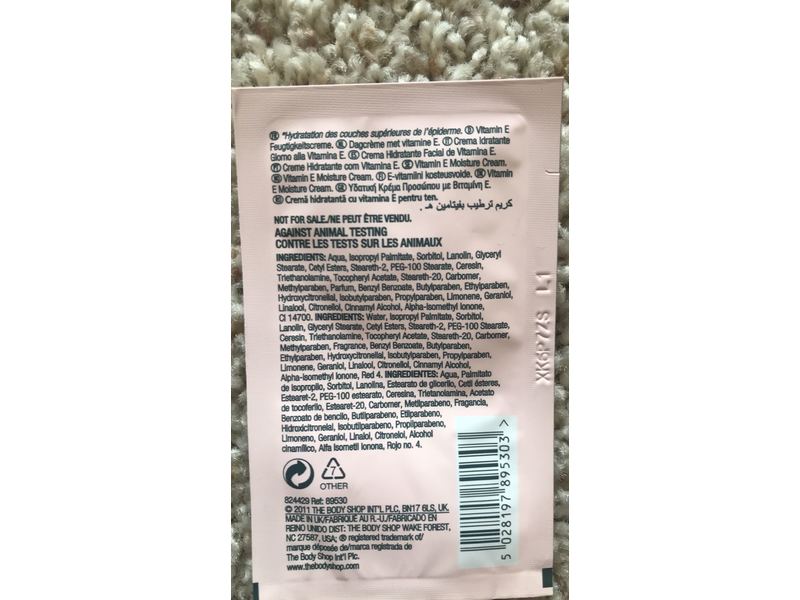 "Hydratation des couches supérieures de l'épiderme. Ⓓ Vitamin E
Feugtigkeitscreme. Dagcrème met vitamine E. Ⓘ Crema Idratante
Giorno alla Vitamina E. Ⓔ Crema Hidratante Facial de Vitamina E.
Ⓟ Creme Hidratante com Vitamina E. Ⓢ Vitamin E Moisture Cream.
Vitamin E Moisture Cream. E-vitamiini kosteusvoide. Vitamin
E Moisture Cream. Υδατική Κρέμα Προσώπου με Βιταμίνη E.
Cremă hidratantă cu vitamina E pentru ten.
كريم ترطيب بفيتامين هـ .
NOT FOR SALE./NE PEUT ÊTRE VENDU.
AGAINST ANIMAL TESTING
CONTRE LES TESTS SUR LES ANIMAUX
INGREDIENTS: Aqua, Isopropyl Palmitate, Sorbitol, Lanolin, Glyceryl
Stearate, Cetyl Esters, Steareth-2, PEG-100 Stearate, Ceresin,
Triethanolamine, Tocopheryl Acetate, Steareth-20, Carbomer,
Methylparaben, Parfum, Benzyl Benzoate, Butylparaben, Ethylparaben,
Hydroxycitronellal, Isobutylparaben, Propylparaben, Limonene, Geraniol,
Linalool, Citronellol, Cinnamyl Alcohol, Alpha-Isomethyl Ionone,
CI 14700. INGREDIENTS: Water, Isopropyl Palmitate, Sorbitol,
Lanolin, Glyceryl Stearate, Cetyl Esters, Steareth-2, PEG-100 Stearate,
Ceresin, Triethanolamine, Tocopheryl Acetate, Steareth-20, Carbomer,
Methylparaben, Fragrance, Benzyl Benzoate, Butylparaben,
Ethylparaben, Hydroxycitronellal, Isobutylparaben, Propylparaben,
Limonene, Geraniol, Linalool, Citronellol, Cinnamyl Alcohol,
Alpha-Isomethyl Ionone, Red 4. INGREDIENTES: Agua, Palmitato
de isopropilo, Sorbitol, Lanolina, Estearato de glicerilo, Cetil ésteres,
Estearet-2, PEG-100 estearato, Ceresina, Trietanolamina, Acetato
de tocoferilo, Estearet-20, Carbomer, Metilparabeno, Fragancia,
Benzoato de bencilo, Butilparabeno, Etilparabeno,
Hidroxicitronelal, Isobutilparabeno, Propilparabeno,
Limoneno, Geraniol, Linalol, Citronelol, Alcohol
cinamílico, Alfa isometil ionona, Rojo no. 4.
7
OTHER
824429 Ref: 89530
© 2011 THE BODY SHOP INT'L PLC, BN17 6LS, UK.
MADE IN UK/FABRIQUÉ AU R.-U./FABRICADO EN
REINO UNIDO DIST: THE BODY SHOP WAKE FOREST,
NC 27587, USA; ® registered trademark of/
marque déposée de/marca registrada de
The Body Shop Int'l Plc.
www.thebodyshop.com
5 028197 895303 >
L1